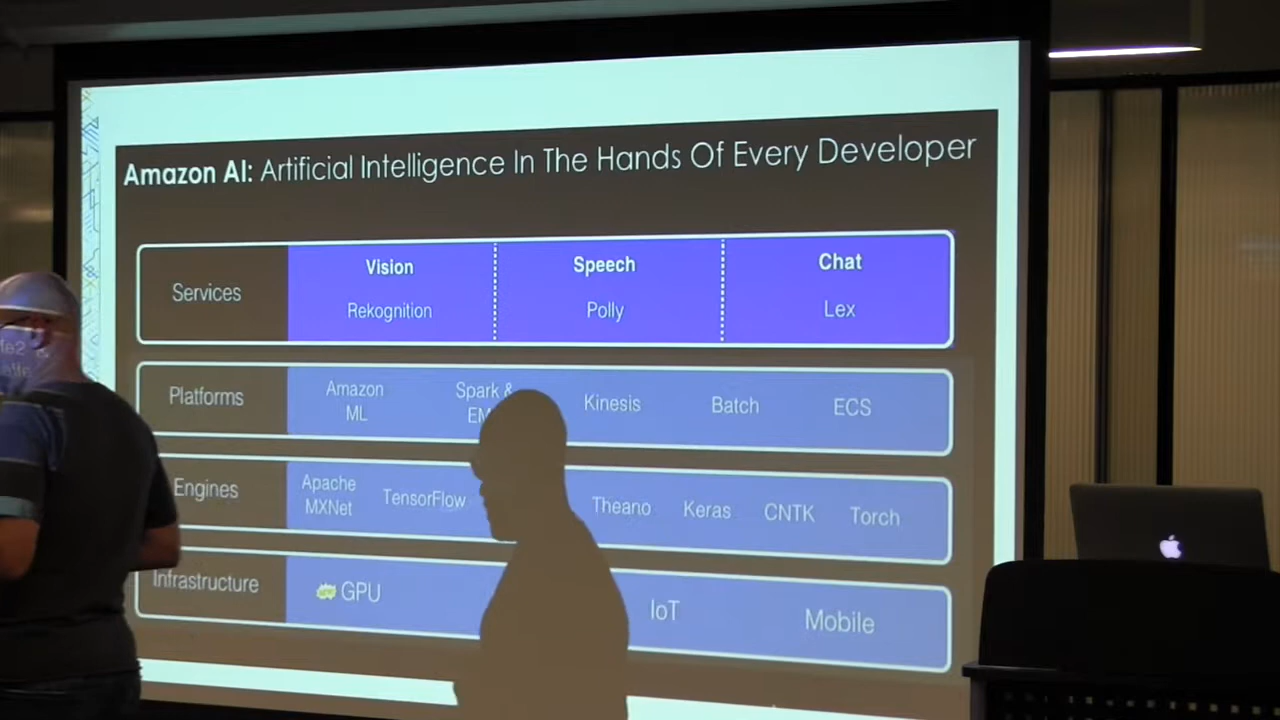 Amazon AI: Artificial Intelligence In The Hands Of Every Developer
Services
Vision
Rekognition
Speech
Polly
Chat
Lex
Platforms
Amazon
ML
Spark &
Kinesis
Batch
ECS
Engines
Apache
MXNet
TensorFlow
Theano
Keras
CNTK
Torch
Infrastructure
GPU
IoT
Mobile